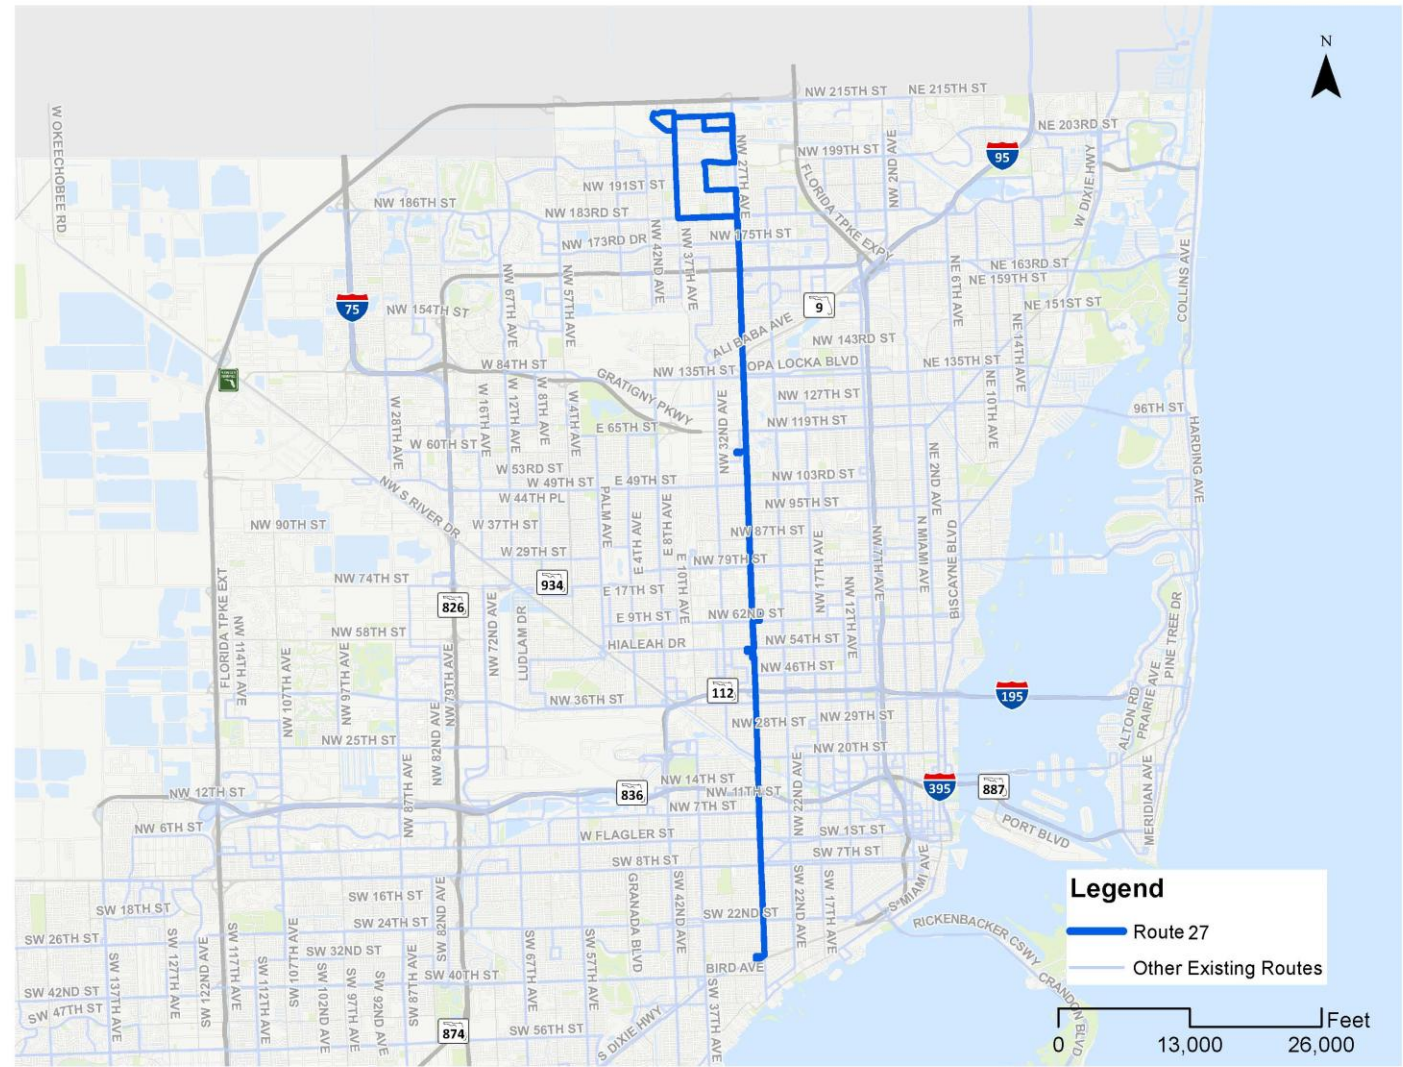 N
NW 215TH ST
NE 215TH ST
W OKEECHOBEE RD
NE 203RD ST
95
NW 27TH AVE
NW 199TH ST
NW 2ND AVE
W DIXIE HWY
FLORIDA TPKE EXPY
NW 191ST ST
NW 186TH ST
NW 183RD ST
NW 175TH ST
NW 173RD DR
NW 42ND AVE
NW 37TH AVE
COLLINS AVE
NE 163RD ST
NE 159TH ST
NE 6TH AVE
NW 67TH AVE
NW 57TH AVE
75
NW 154TH ST
9
NE 151ST ST
ALI BABA AVE
NW 143RD ST
NE 14TH AVE
W 84TH ST
OPA LOCKA BLVD
NE 135TH ST
NW 135TH ST
GRATIGNY PKWY
W 28TH AVE
W 16TH AVE
W 12TH AVE
W 8TH AVE
W 4TH AVE
NW 32ND AVE
NW 127TH ST
NE 10TH AVE
96TH ST
NW 119TH ST
E 65TH ST
W 60TH ST
HARDING AVE
W 53RD ST
W 49TH ST
E 49TH ST
NW 103RD ST
NE 2ND AVE
NW S RIVER DR
W 44TH PL
NW 95TH ST
PALM AVE
E 4TH AVE
E 8TH AVE
NW 90TH ST
W 37TH ST
NW 87TH ST
NW 7TH AVE
N MIAMI AVE
BISCAYNE BLVD
W 29TH ST
NW 79TH ST
NW 17TH AVE
NW 74TH ST
934
E 10TH AVE
E 17TH ST
NW 12TH AVE
826
E 9TH ST
NW 62ND ST
FLORIDA TPKE EXT
NW 114TH AVE
NW 58TH ST
NW 72ND AVE
LUDLAM DR
HIALEAH DR
NW 54TH ST
PINE TREE DR
NW 107TH AVE
NW 97TH AVE
NW 79TH AVE
NW 46TH ST
PRAIRIE AVE
112
195
NW 36TH ST
ALTON RD
NW 82ND AVE
NW 28TH ST
NW 29TH ST
NW 25TH ST
NW 20TH ST
NW 87TH AVE
NW 14TH ST
NW 22ND AVE
395
887
NW 12TH ST
836
NW 11TH ST
NW 7TH ST
MERIDIAN AVE
NW 6TH ST
W FLAGLER ST
SW 1ST ST
PORT BLVD
SW 8TH ST
SW 7TH ST
S MIAMI AVE
Legend
SW 16TH ST
SW 82ND AVE
GRANADA BLVD
SW 42ND AVE
SW 22ND AVE
SW 17TH AVE
SW 18TH ST
SW 24TH ST
SW 22ND ST
RICKENBACKER CSWY
Route 27
SW 26TH ST
SW 32ND ST
SW 127TH AVE
SW 122ND AVE
SW 117TH AVE
SW 107TH AVE
SW 67TH AVE
SW 57TH AVE
BIRD AVE
Other Existing Routes
SW 40TH ST
SW 137TH AVE
SW 42ND ST
SW 112TH AVE
SW 102ND AVE
SW 97TH AVE
SW 92ND AVE
SW 87TH AVE
SW 37TH AVE
CRANDON BLVD
SW 47TH ST
874
SW 56TH ST
S DIXIE HWY
Feet
0 13,000 26,000